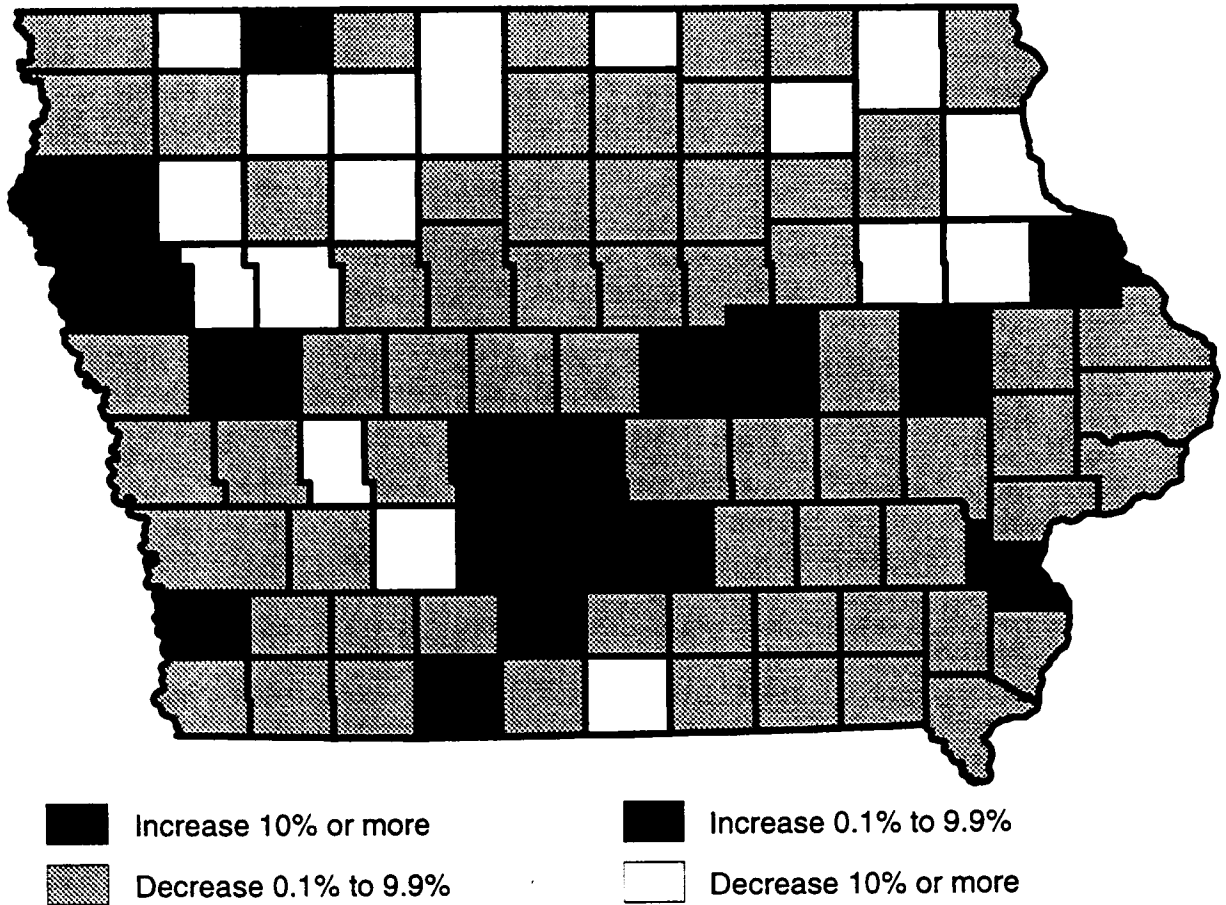 Increase 10% or more
Increase 0.1% to 9.9%
Decrease 0.1% to 9.9%
Decrease 10% or more